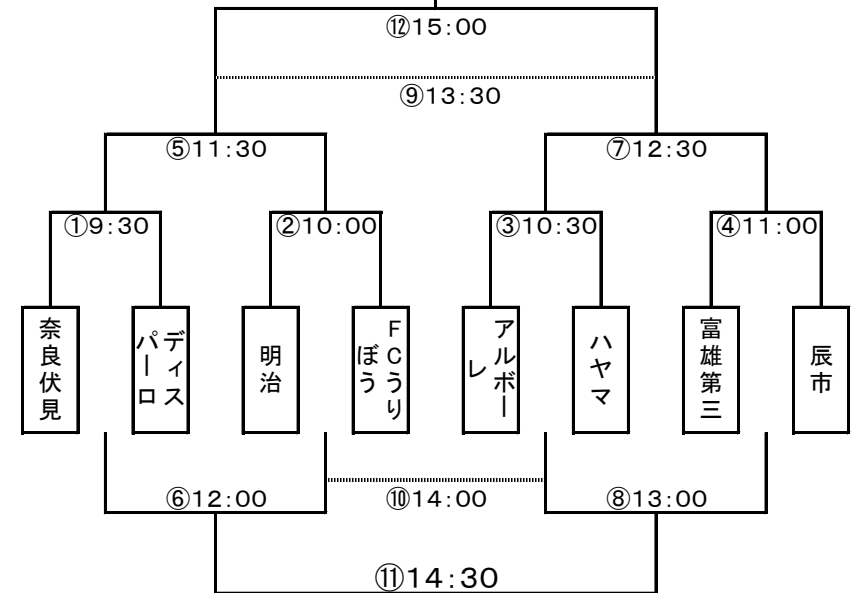 ⑫15:00
⑨13:30
⑤11:30
⑦12:30
①9:30
②10:00
③10:30
④11:00
奈良伏見
ディス
パーロ
明治
FCうり
ぼう
アルボー
レ
ハヤマ
富雄第三
辰市
⑥12:00
⑩14:00
⑧13:00
⑪14:30